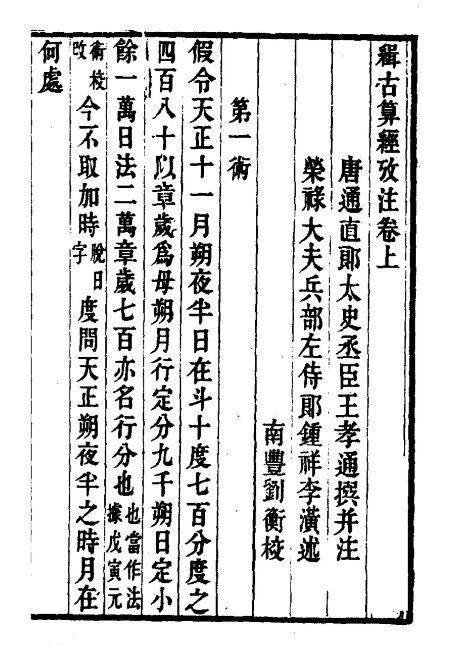 緝古算經攷注卷上
唐通直郎太史丞臣王孝通撰并注
榮祿大夫兵部左侍郎鍾祥李潢述
南豐劉衡校
第一術
假令天正十一月朔夜半日在斗十度七百分度之
四百八十以章歲爲母朔月行定分九千朔日定小
餘一萬日法二萬章歲七百亦名行分也也當作法據戊寅元
術校改今不取加時脫日字度問天正朔夜半之時月在
何處